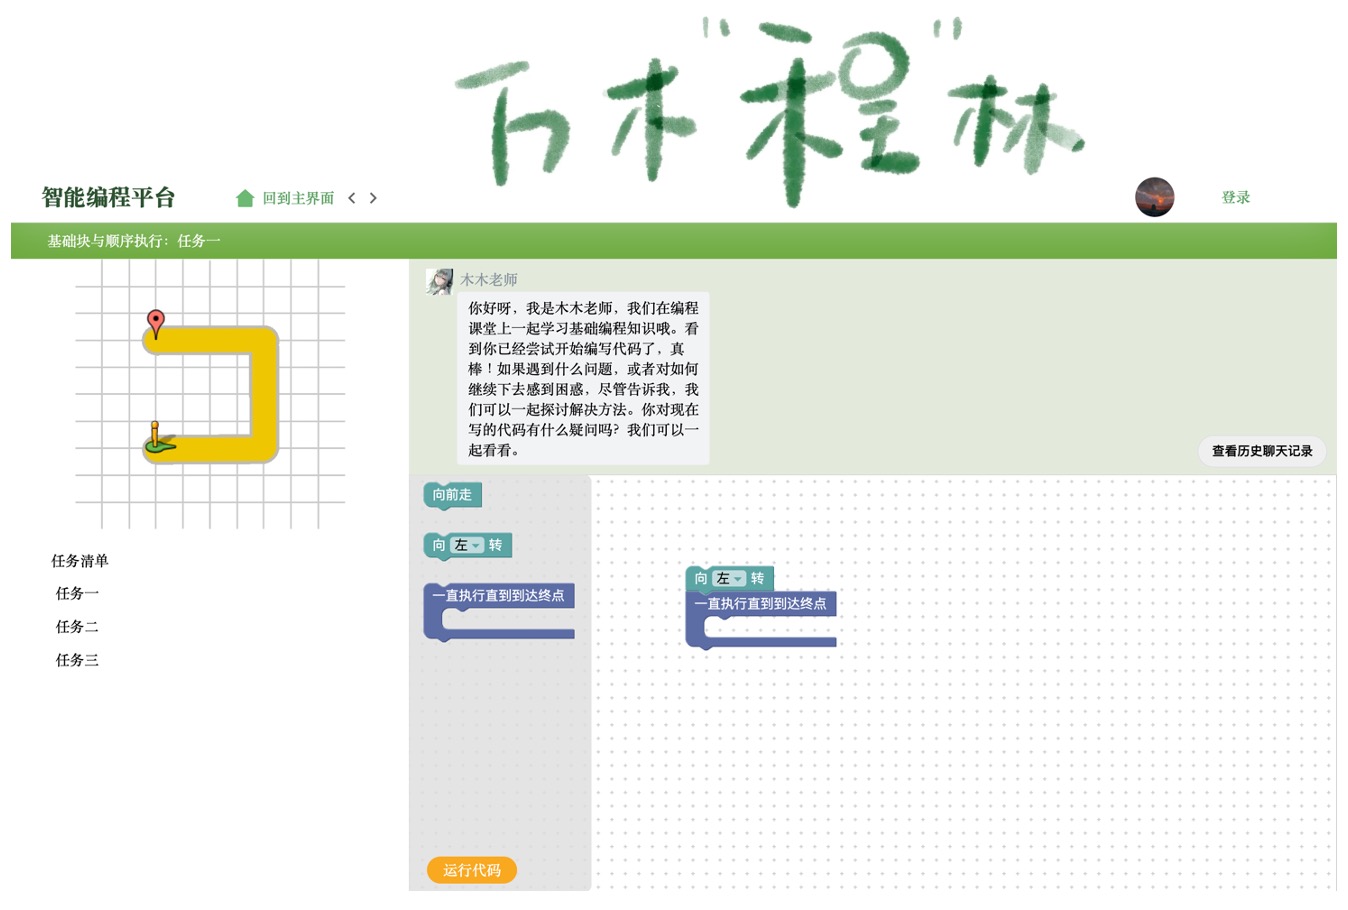 万木"程"林
智能编程平台
回到主界面
登录
基础块与顺序执行：任务一
木木老师
你好呀，我是木木老师，我们在编程
课堂上一起学习基础编程知识哦。看
到你已经尝试开始编写代码了，真
棒！如果遇到什么问题，或者对如何
继续下去感到困惑，尽管告诉我，我
们可以一起探讨解决方法。你对现在
写的代码有什么疑问吗？我们可以一
起看看。
查看历史聊天记录
向前走
向 左 转
一直执行直到到达终点
向 左 转
一直执行直到到达终点
任务清单
任务一
任务二
任务三
运行代码